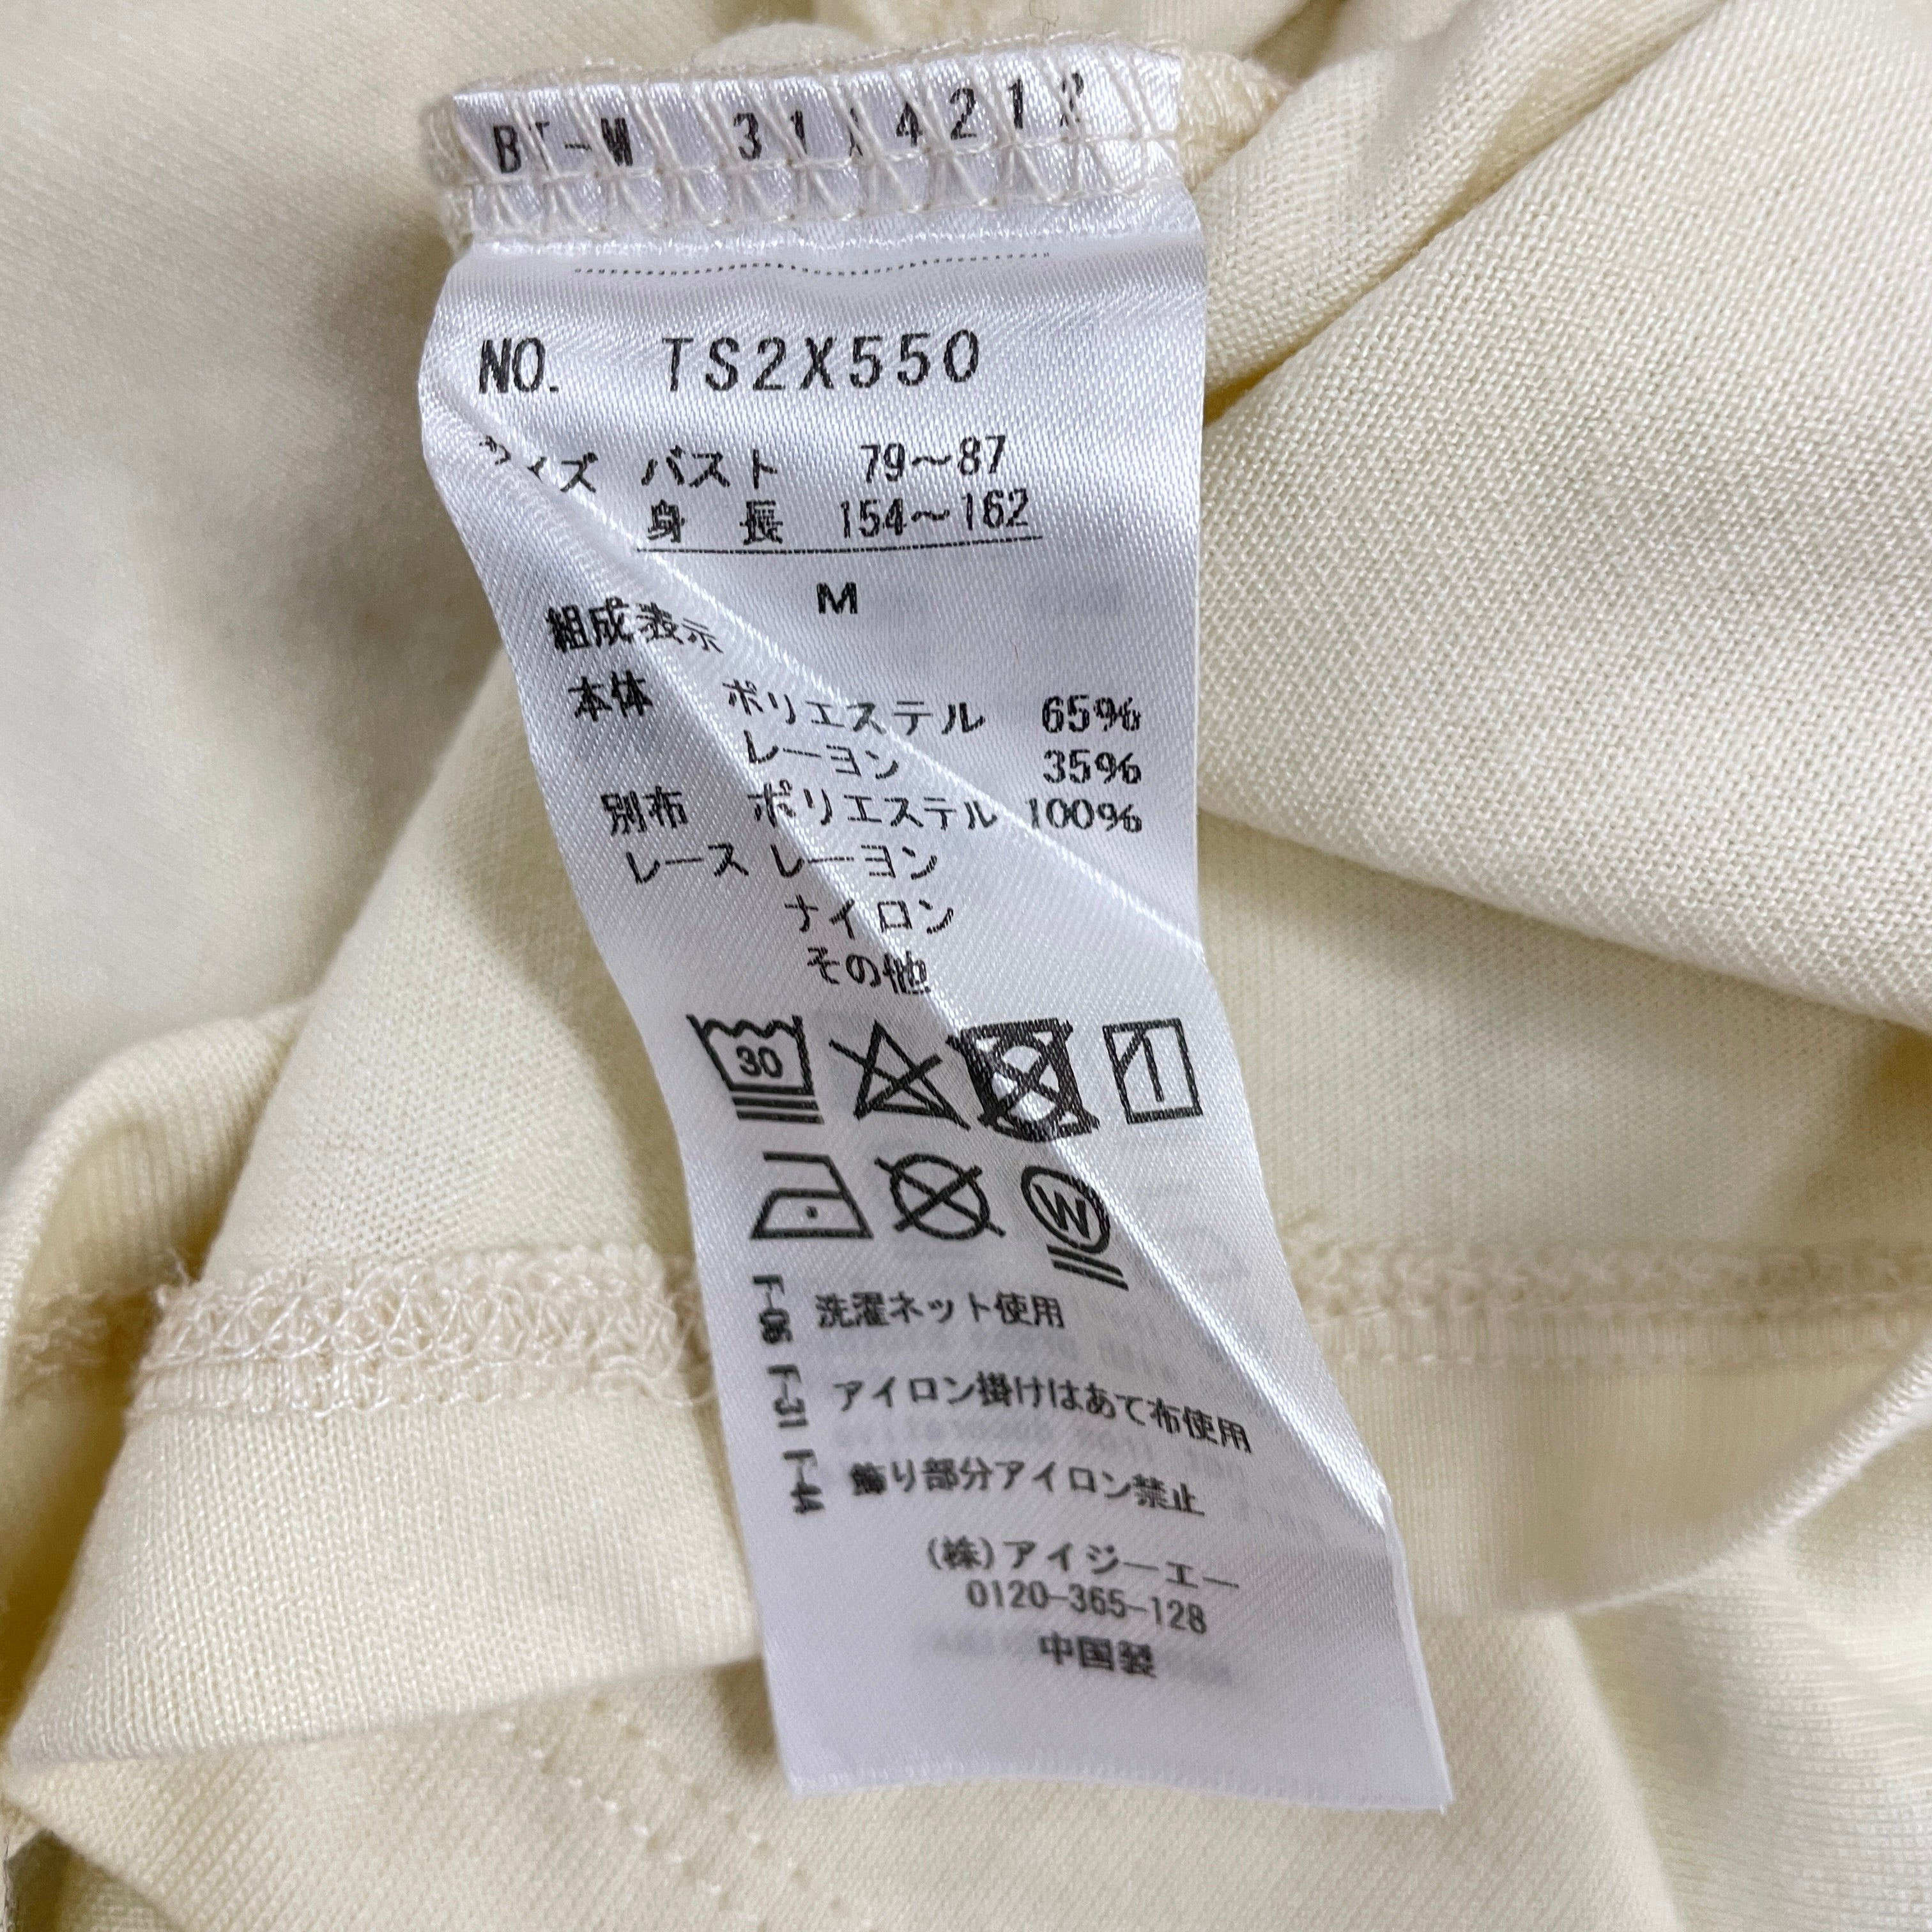 BT-W 3114212
NO. TS2X550
サイズ バスト 79～87
身長 154～162
M
組成表示
本体 ポリエステル 65%
レーヨン 35%
別布 ポリエステル 100%
レース レーヨン
ナイロン
その他
30
W
F-06 洗濯ネット使用
F-31 アイロン掛けはあて布使用
F-44 飾り部分アイロン禁止
(株)アイジーエー
0120-365-128
中国製